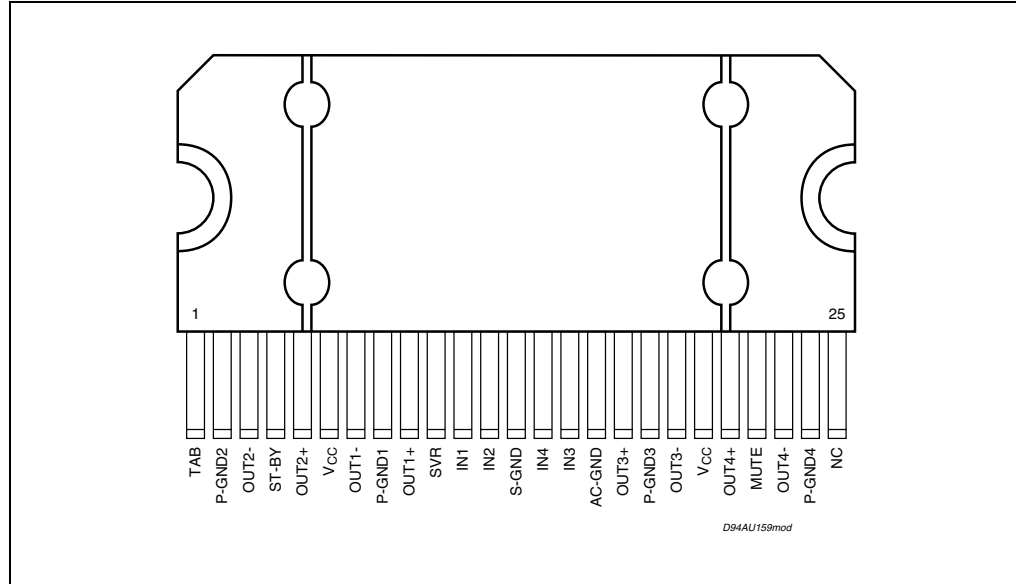 1
25
TAB
P-GND2
OUT2-
ST-BY
OUT2+
VCC
OUT1-
P-GND1
OUT1+
SVR
IN1
IN2
S-GND
IN4
IN3
AC-GND
OUT3+
P-GND3
OUT3-
VCC
OUT4+
MUTE
OUT4-
P-GND4
NC
D94AU159mod